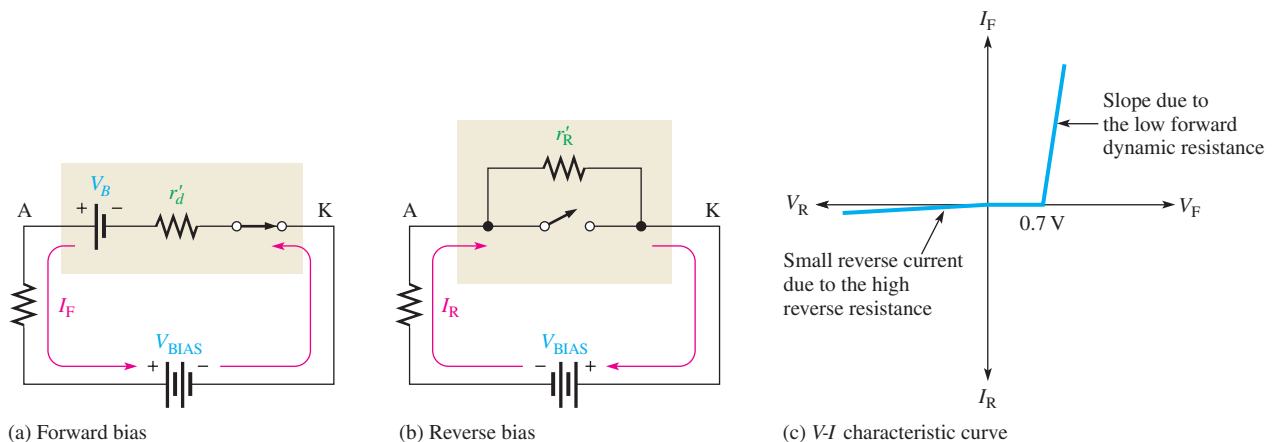 V_B
r'_d
A
+
−
K
I_F
V_BIAS
+
−
(a) Forward bias
r'_R
A
K
I_R
V_BIAS
−
+
(b) Reverse bias
I_F
Slope due to
the low forward
dynamic resistance
V_R
V_F
0.7 V
Small reverse current
due to the high
reverse resistance
I_R
(c) V-I characteristic curve